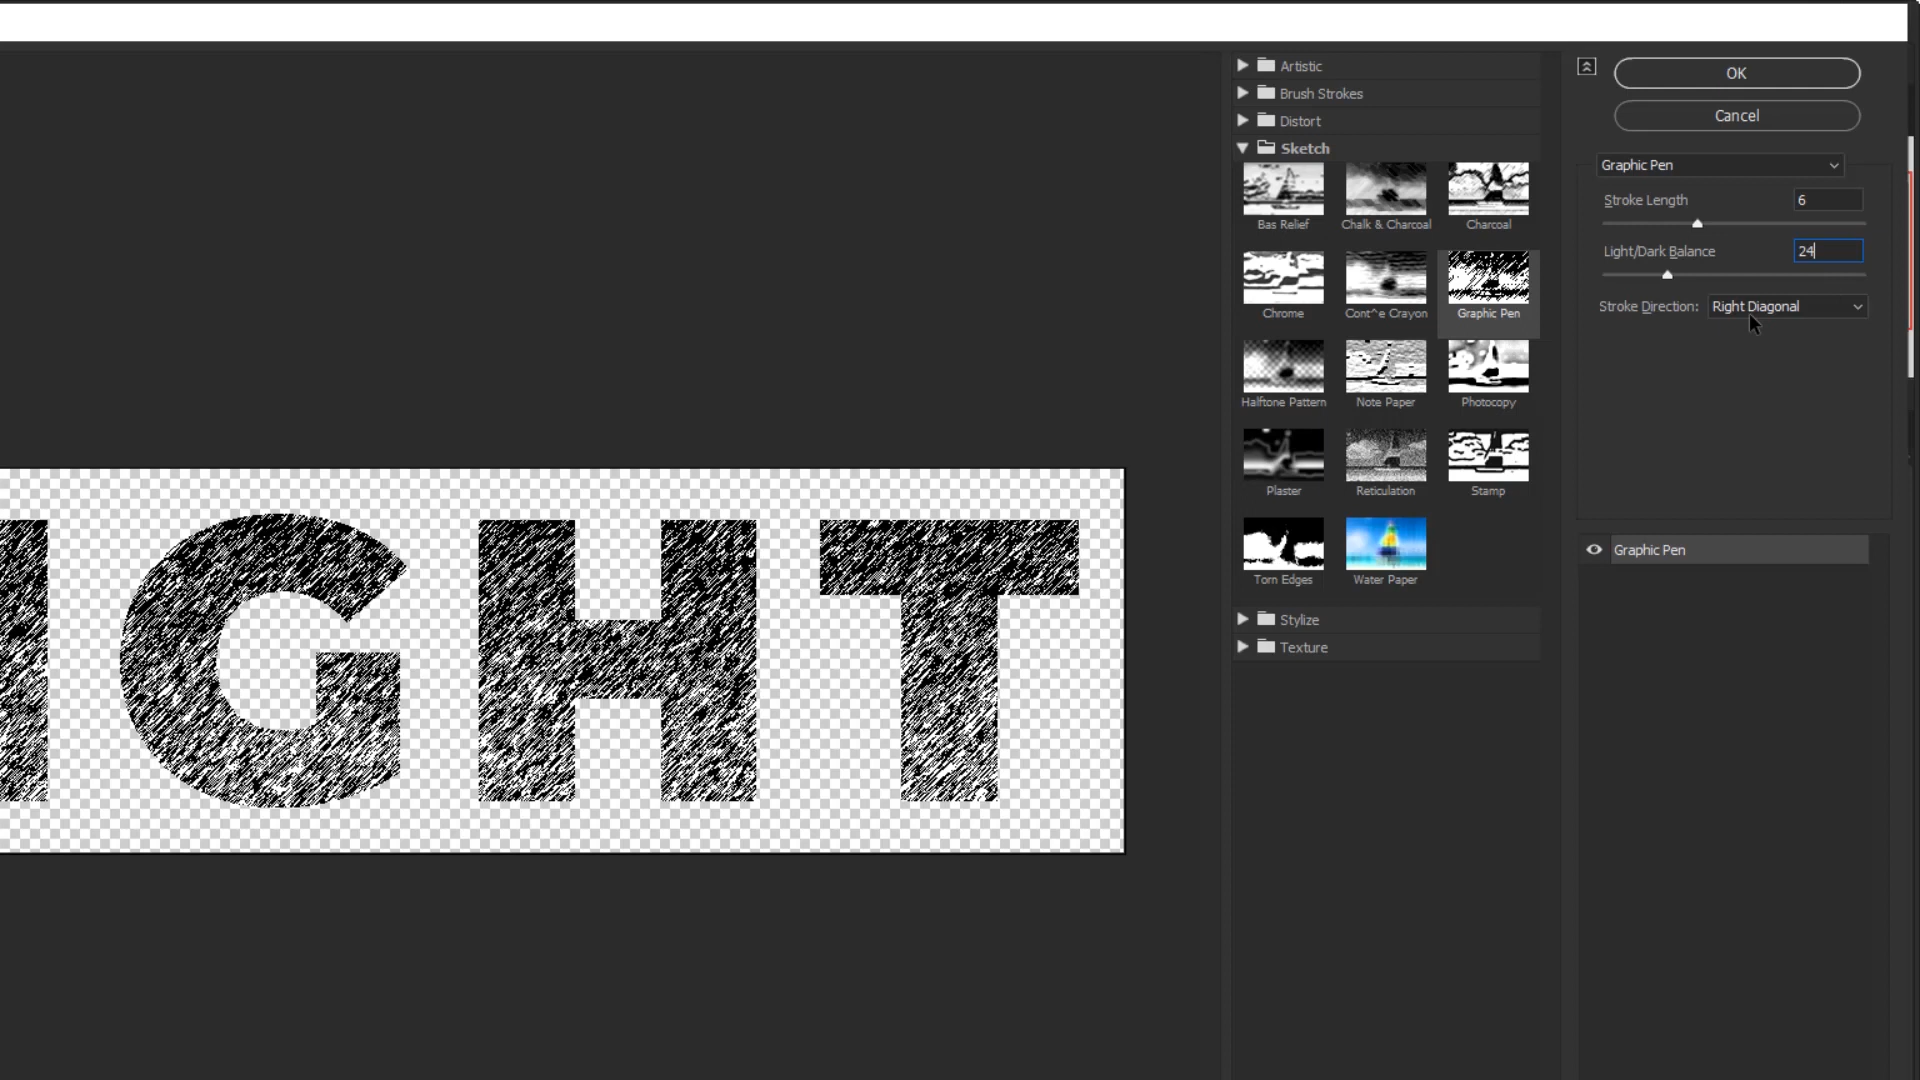 Artistic
Brush Strokes
Distort
Sketch
Bas Relief
Chalk & Charcoal
Charcoal
Chrome
Cont^e Crayon
Graphic Pen
Halftone Pattern
Note Paper
Photocopy
Plaster
Reticulation
Stamp
Torn Edges
Water Paper
Stylize
Texture
OK
Cancel
Graphic Pen
Stroke Length
6
Light/Dark Balance
24
Stroke Direction: Right Diagonal
Graphic Pen
GHT